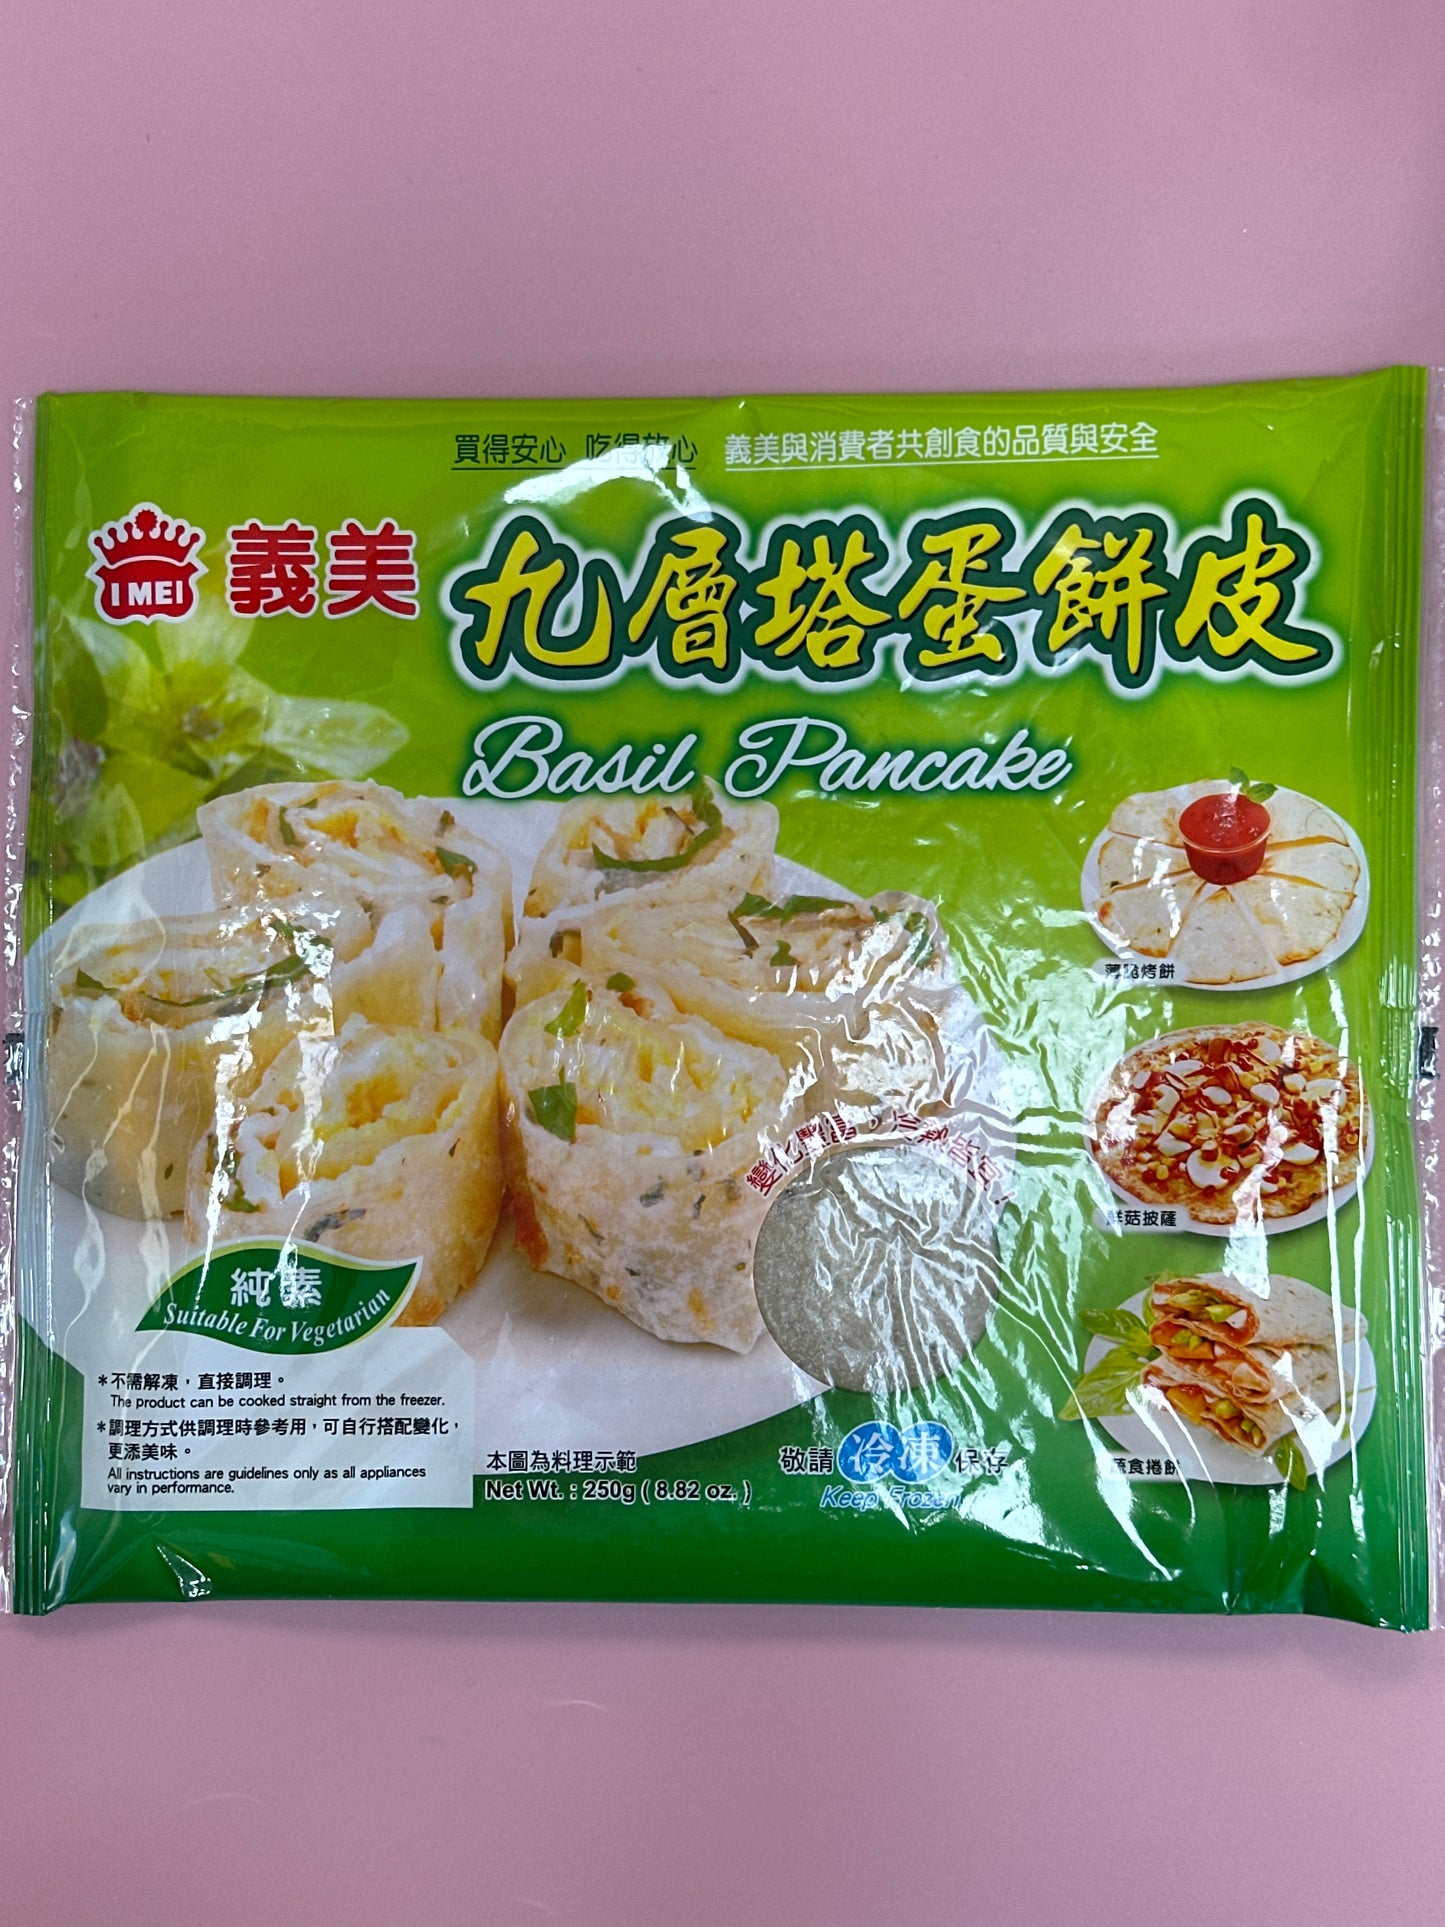 買得安心 吃得放心 義美與消費者共創食的品質與安全
I MEI
義美
九層塔蛋餅皮
Basil Pancake
薄脆烤餅
鮮菇披薩
蔬食捲餅
純素
Suitable For Vegetarian
*不需解凍，直接調理。
The product can be cooked straight from the freezer.
*調理方式供調理時參考用，可自行搭配變化，
更添美味。
All instructions are guidelines only as all appliances
vary in performance.
本圖為料理示範
Net Wt. : 250g ( 8.82 oz. )
敬請冷凍保存
Keep Frozen